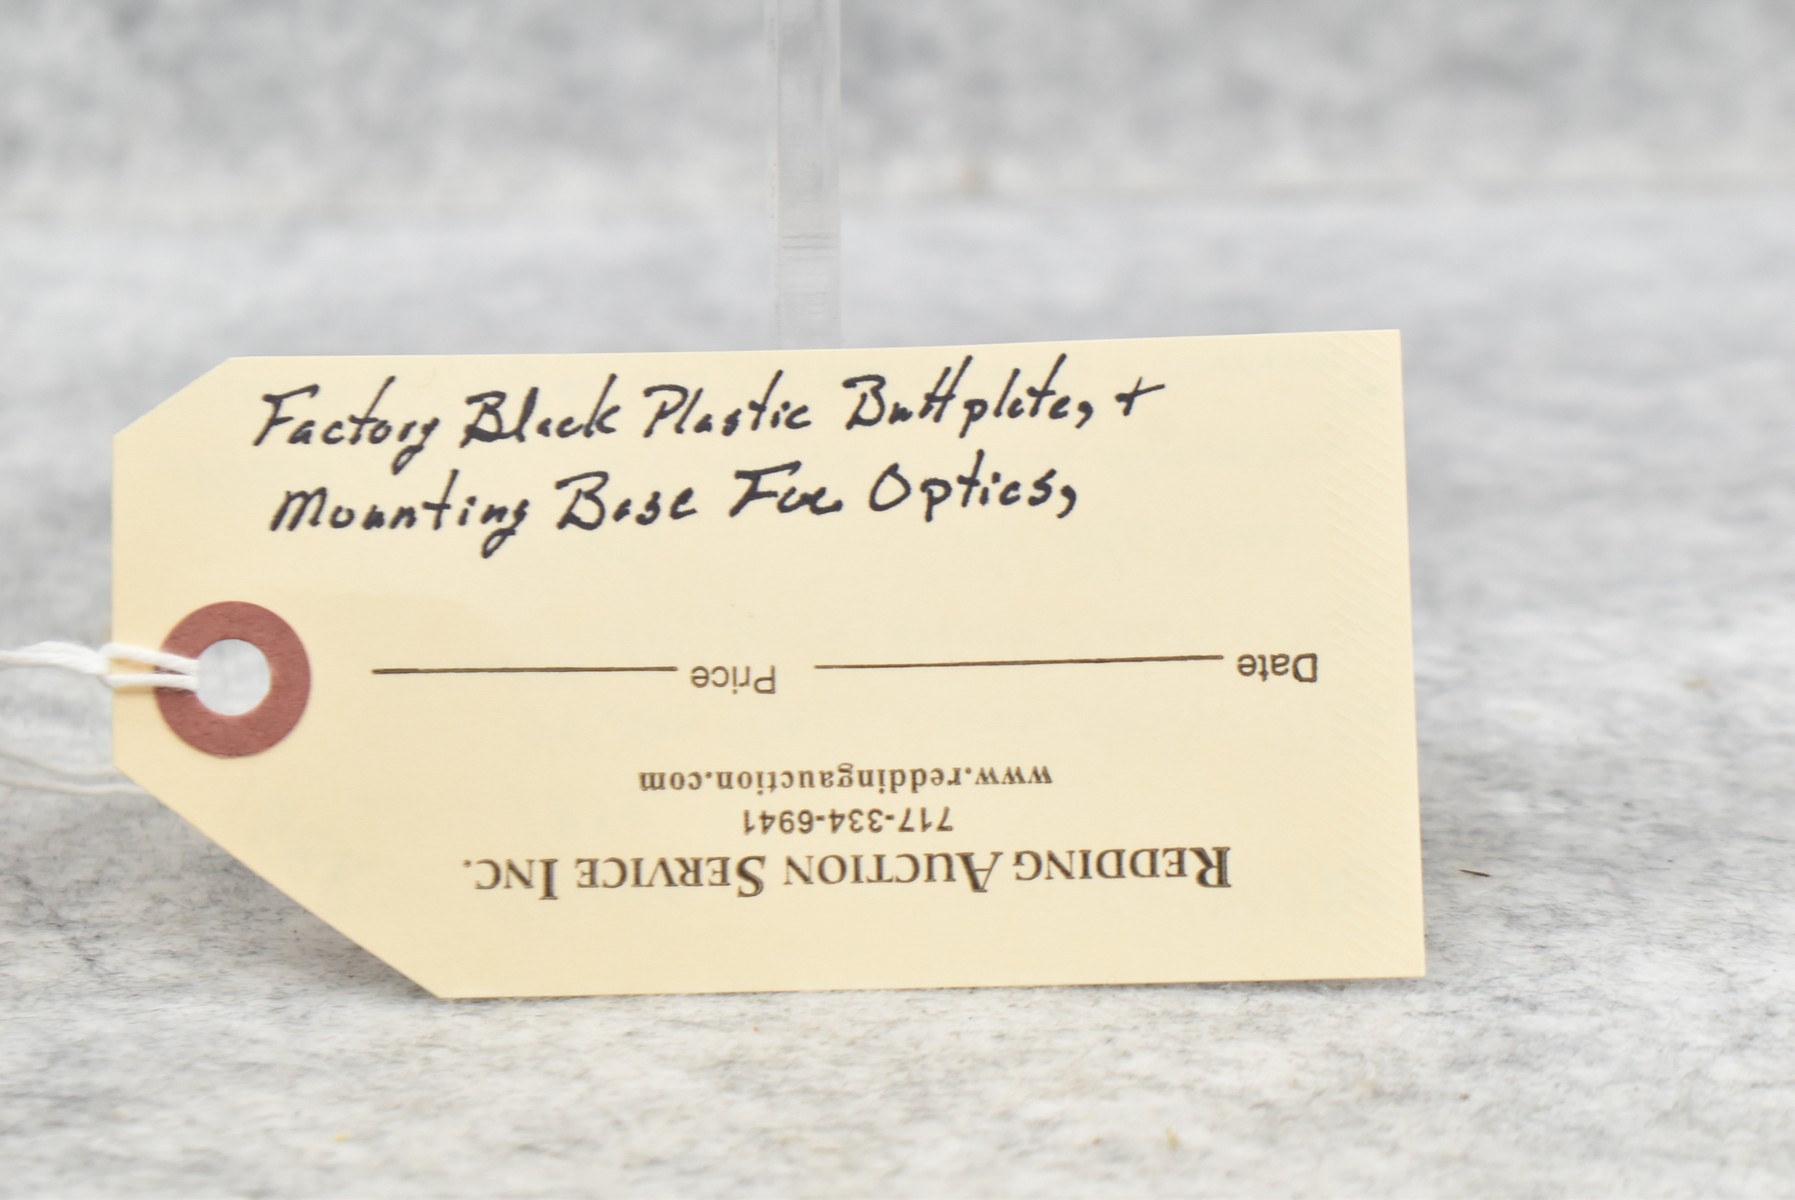 Factory Black Plastic Buttplate, +
Mounting Base For Optics,
REDDING AUCTION SERVICE INC.
717-334-6941
www.reddingauction.com
Date Price